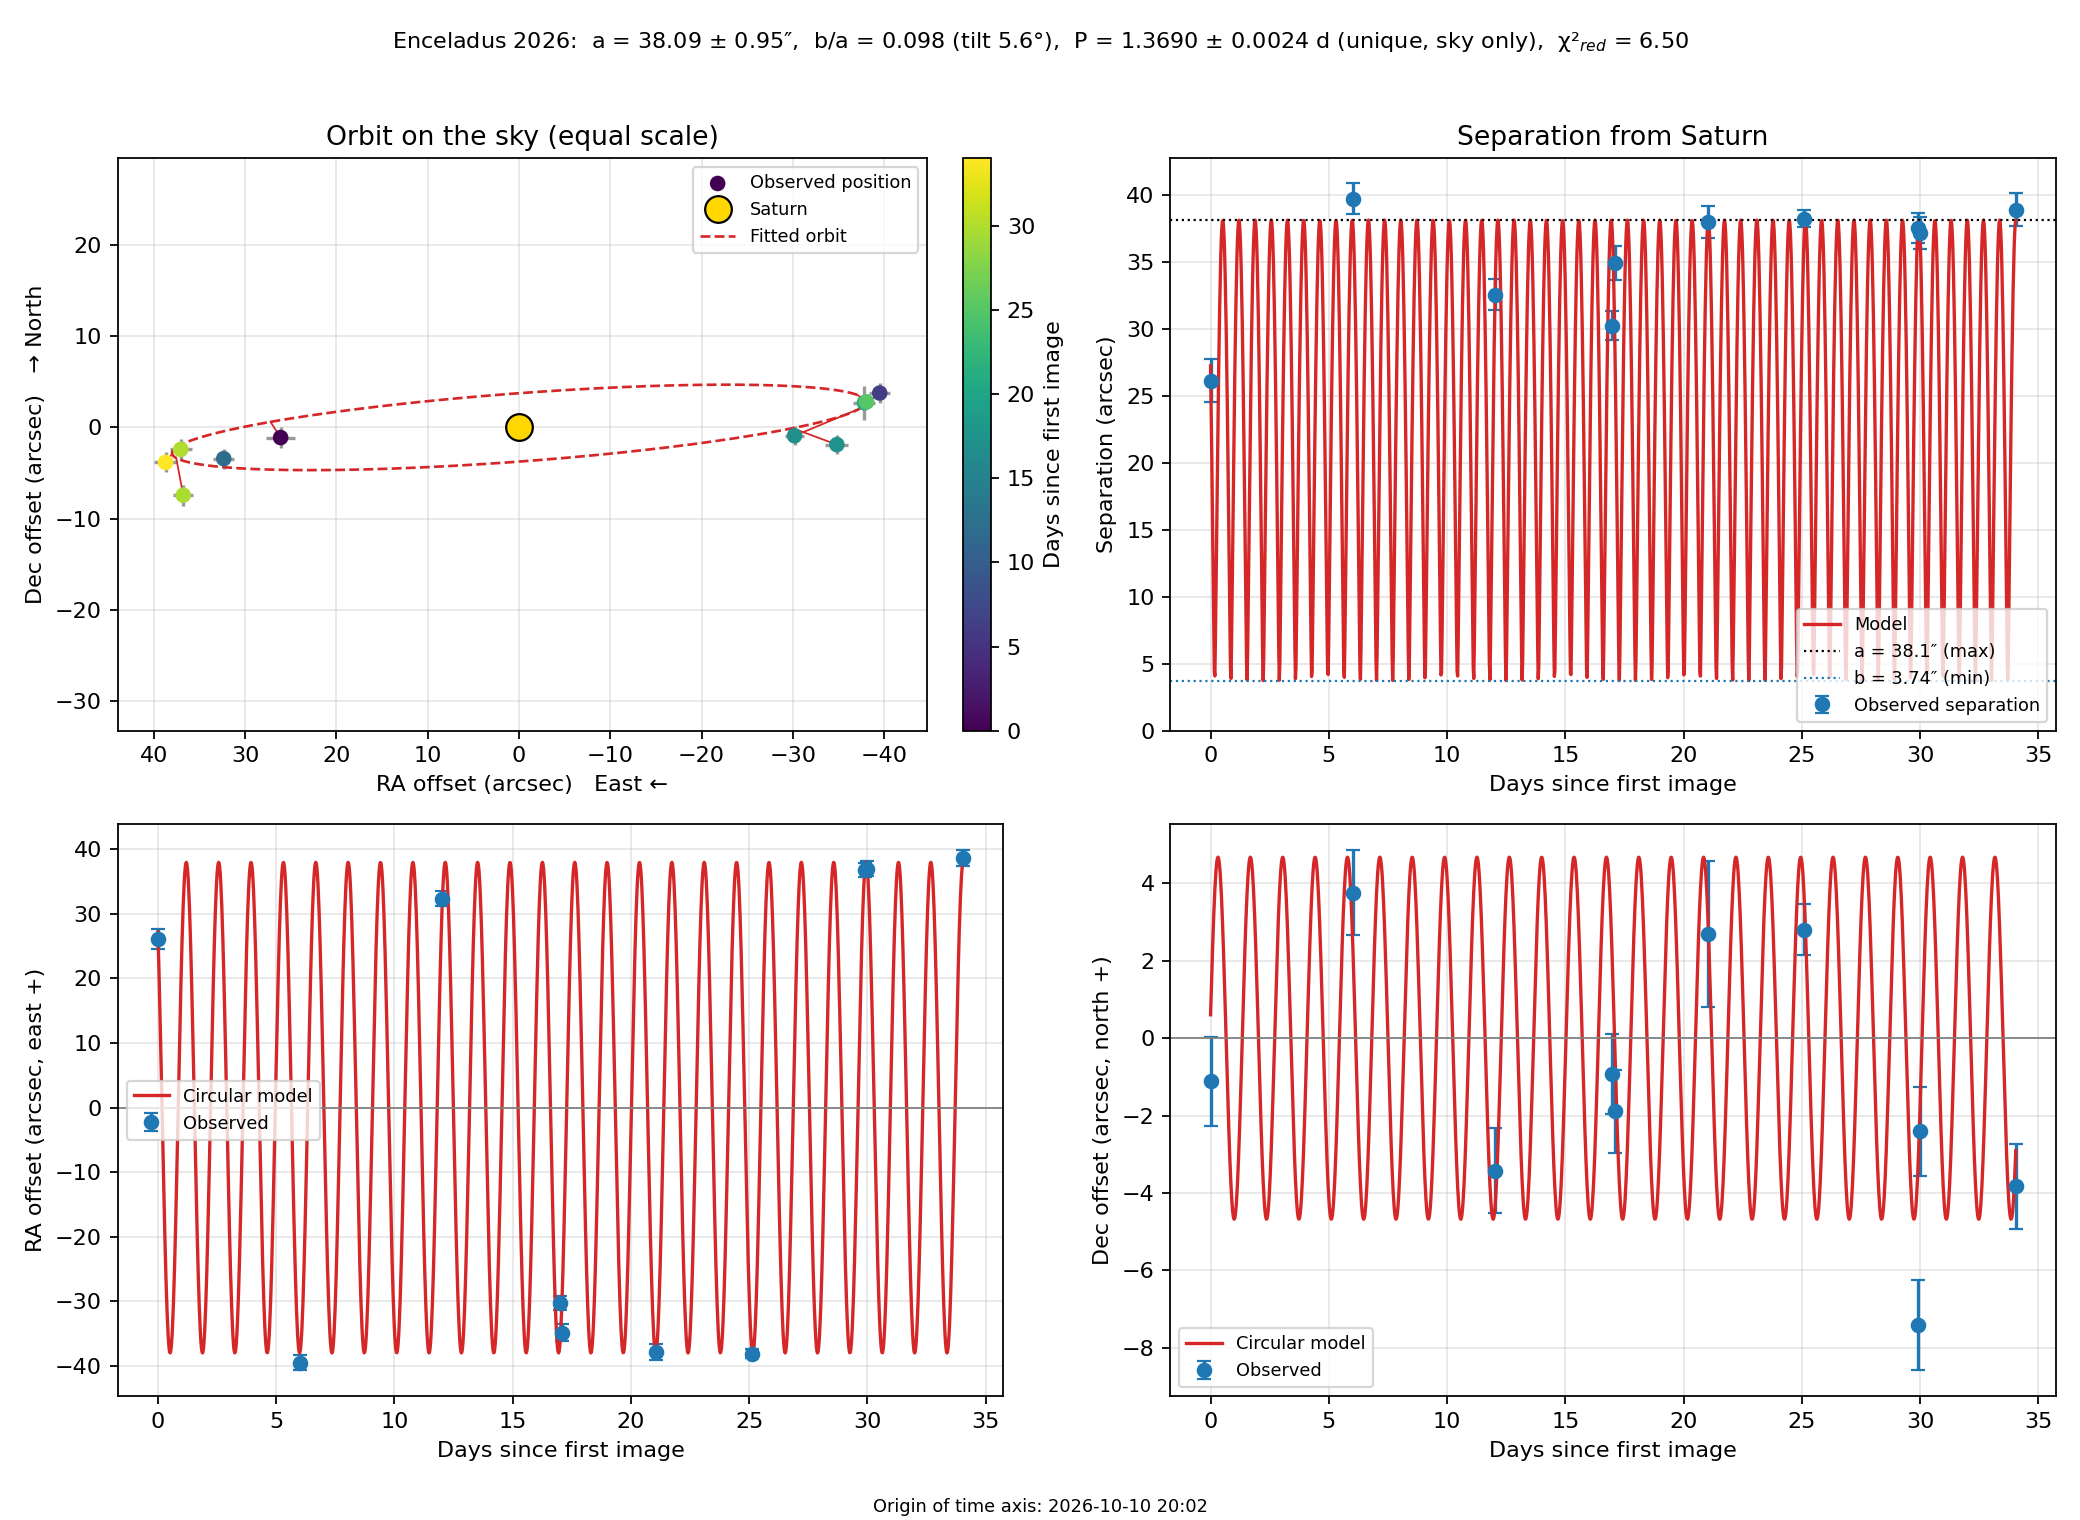 Enceladus 2026:  a = 38.09 ± 0.95″,  b/a = 0.098 (tilt 5.6°),  P = 1.3690 ± 0.0024 d (unique, sky only),  χ²red = 6.50
Orbit on the sky (equal scale)
Observed position
Saturn
Fitted orbit
20
10
0
−10
−20
−30
Dec offset (arcsec)   → North
40
30
20
10
0
−10
−20
−30
−40
RA offset (arcsec)   East ←
30
25
20
15
10
5
0
Days since first image
Separation from Saturn
40
35
30
25
20
15
10
5
0
Separation (arcsec)
Model
a = 38.1″ (max)
b = 3.74″ (min)
Observed separation
0
5
10
15
20
25
30
35
Days since first image
40
30
20
10
0
−10
−20
−30
−40
RA offset (arcsec, east +)
Circular model
Observed
0
5
10
15
20
25
30
35
Days since first image
4
2
0
−2
−4
−6
−8
Dec offset (arcsec, north +)
Circular model
Observed
0
5
10
15
20
25
30
35
Days since first image
Origin of time axis: 2026-10-10 20:02